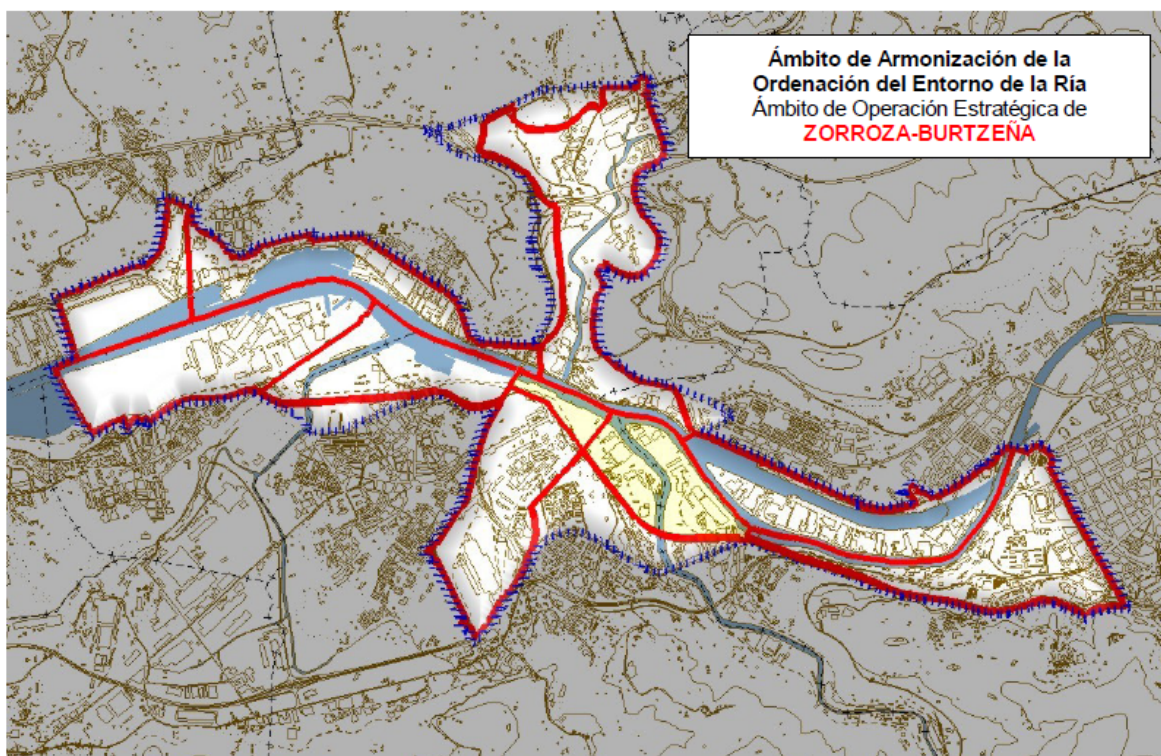 Ámbito de Armonización de la
Ordenación del Entorno de la Ría
Ámbito de Operación Estratégica de
ZORROZA-BURTZEÑA